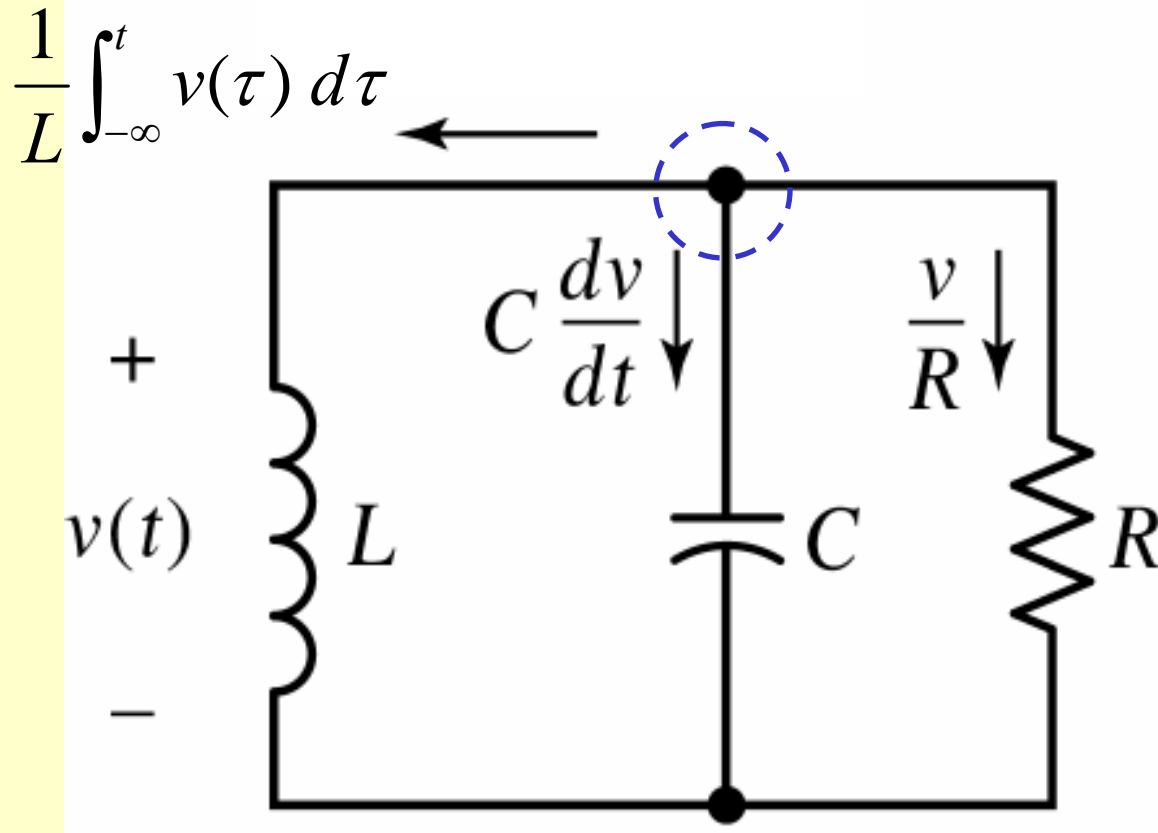 1/L ∫_{-∞}^{t} v(τ) dτ
C dv/dt
v/R
+
v(t)
−
L
C
R